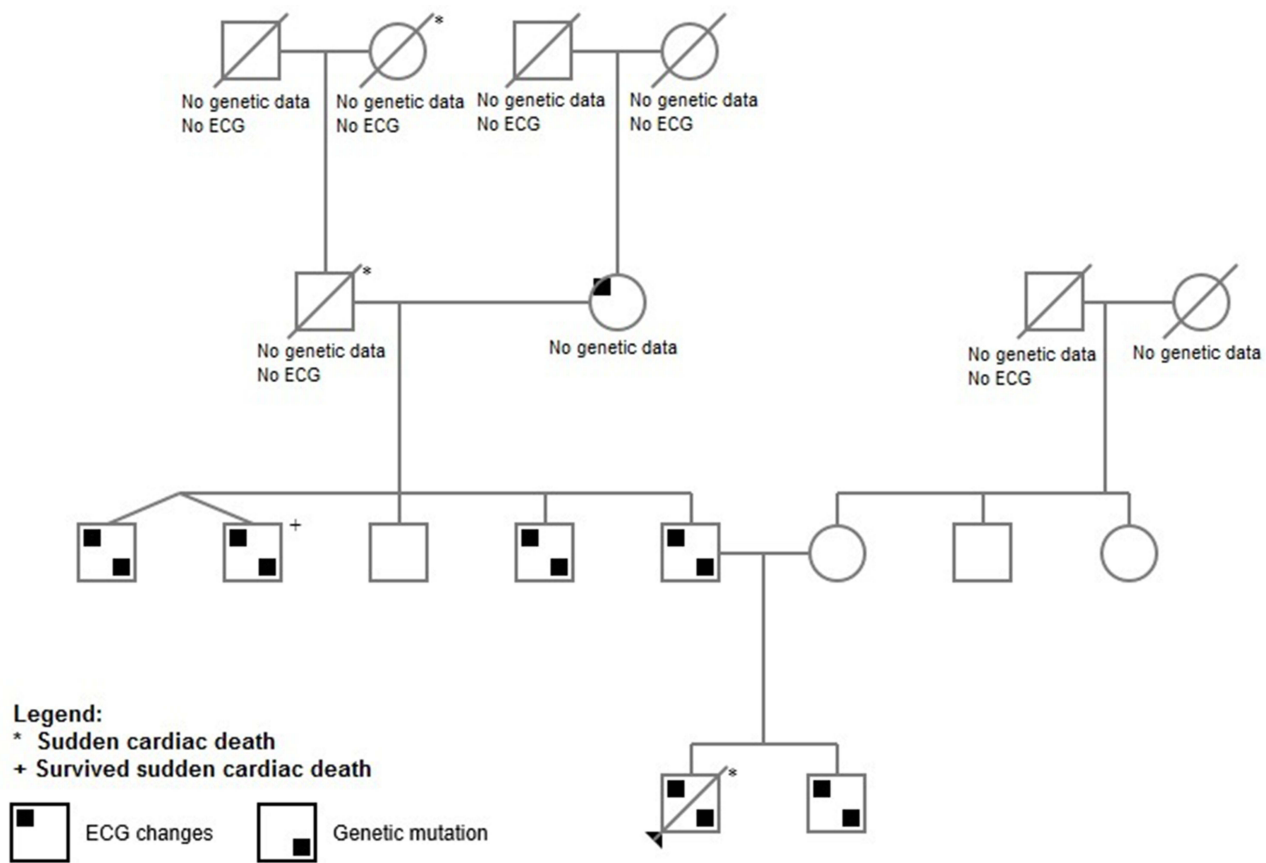 *
No genetic data
No ECG
No genetic data
No ECG
No genetic data
No ECG
No genetic data
No ECG
*
No genetic data
No ECG
No genetic data
No genetic data
No ECG
No genetic data
+
Legend:
* Sudden cardiac death
+ Survived sudden cardiac death
*
ECG changes
Genetic mutation